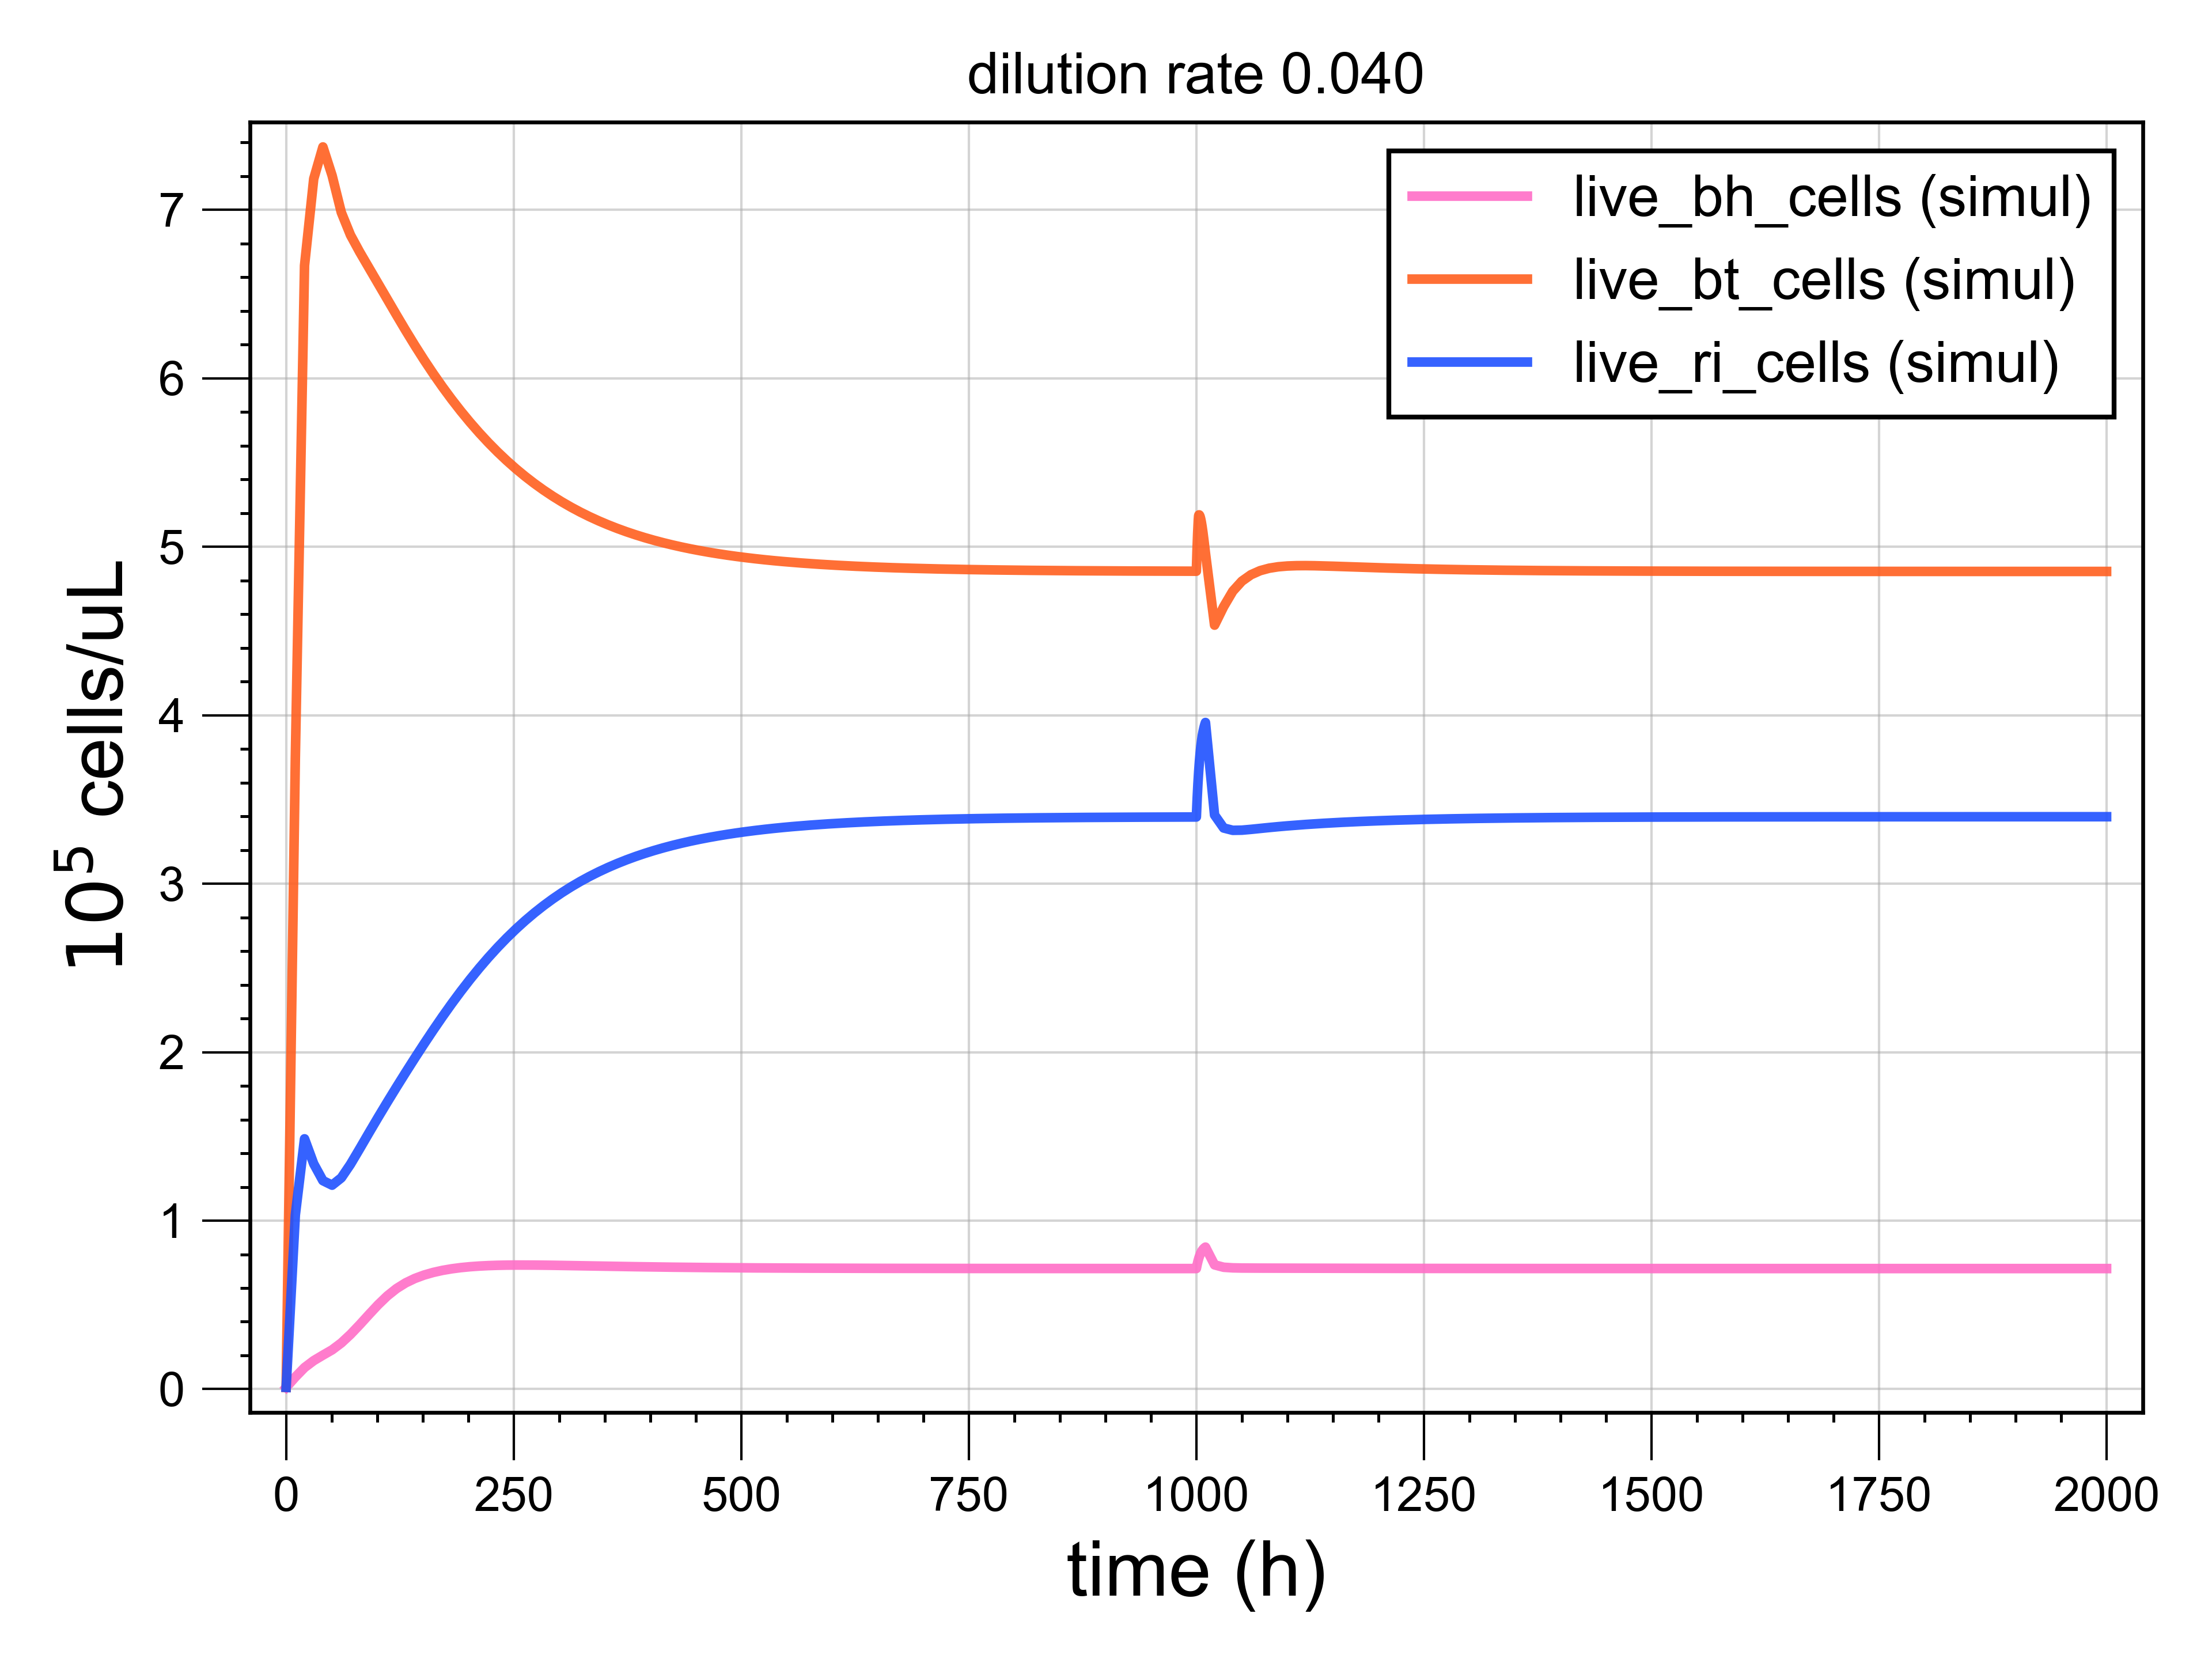 dilution rate 0.040
live_bh_cells (simul)
live_bt_cells (simul)
live_ri_cells (simul)
10⁵ cells/uL
7
6
5
4
3
2
1
0
0 250 500 750 1000 1250 1500 1750 2000
time (h)